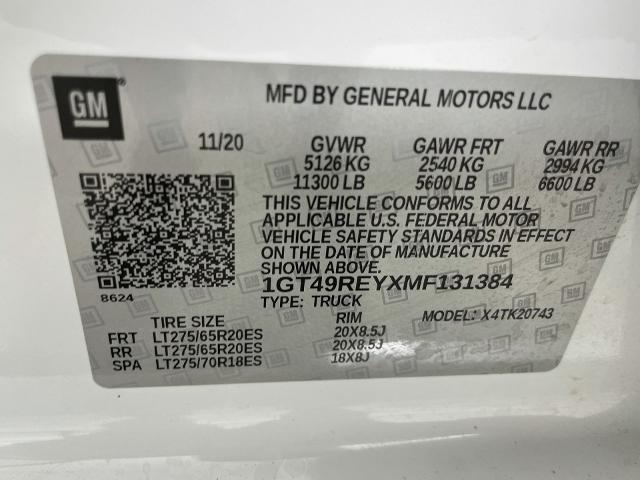 GM®
MFD BY GENERAL MOTORS LLC
11/20 GVWR GAWR FRT GAWR RR
5126 KG 2540 KG 2994 KG
11300 LB 5600 LB 6600 LB
THIS VEHICLE CONFORMS TO ALL
APPLICABLE U.S. FEDERAL MOTOR
VEHICLE SAFETY STANDARDS IN EFFECT
ON THE DATE OF MANUFACTURE
SHOWN ABOVE.
8624
1GT49REYXMF131384
TYPE: TRUCK
TIRE SIZE RIM MODEL: X4TK20743
FRT LT275/65R20ES 20X8.5J
RR LT275/65R20ES 20X8.5J
SPA LT275/70R18ES 18X8J